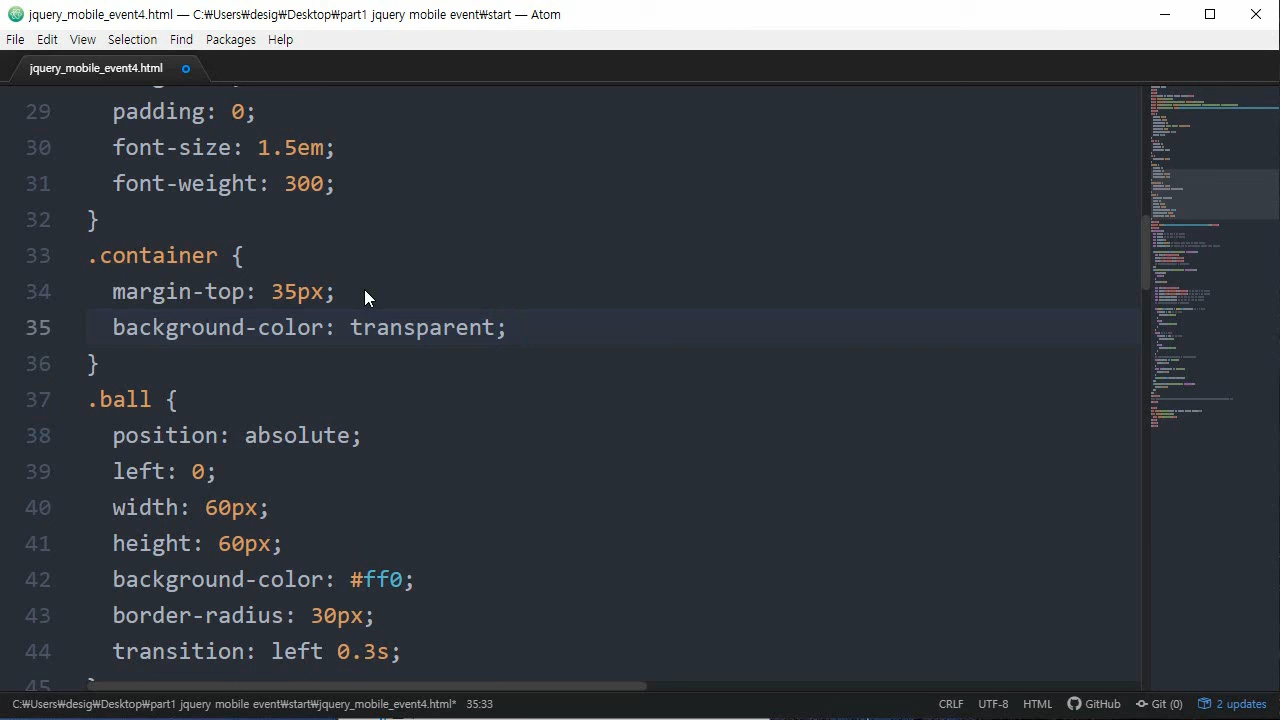 jquery_mobile_event4.html — C:₩Users₩desig₩Desktop₩part1 jquery mobile event₩start — Atom
File Edit View Selection Find Packages Help
jquery_mobile_event4.html
29 padding: 0;
30 font-size: 1.5em;
31 font-weight: 300;
32 }
33 .container {
34 margin-top: 35px;
35 background-color: transparent;
36 }
37 .ball {
38 position: absolute;
39 left: 0;
40 width: 60px;
41 height: 60px;
42 background-color: #ff0;
43 border-radius: 30px;
44 transition: left 0.3s;
45 }
C:₩Users₩desig₩Desktop₩part1 jquery mobile event₩start₩jquery_mobile_event4.html* 35:33 CRLF UTF-8 HTML GitHub Git (0) 2 updates